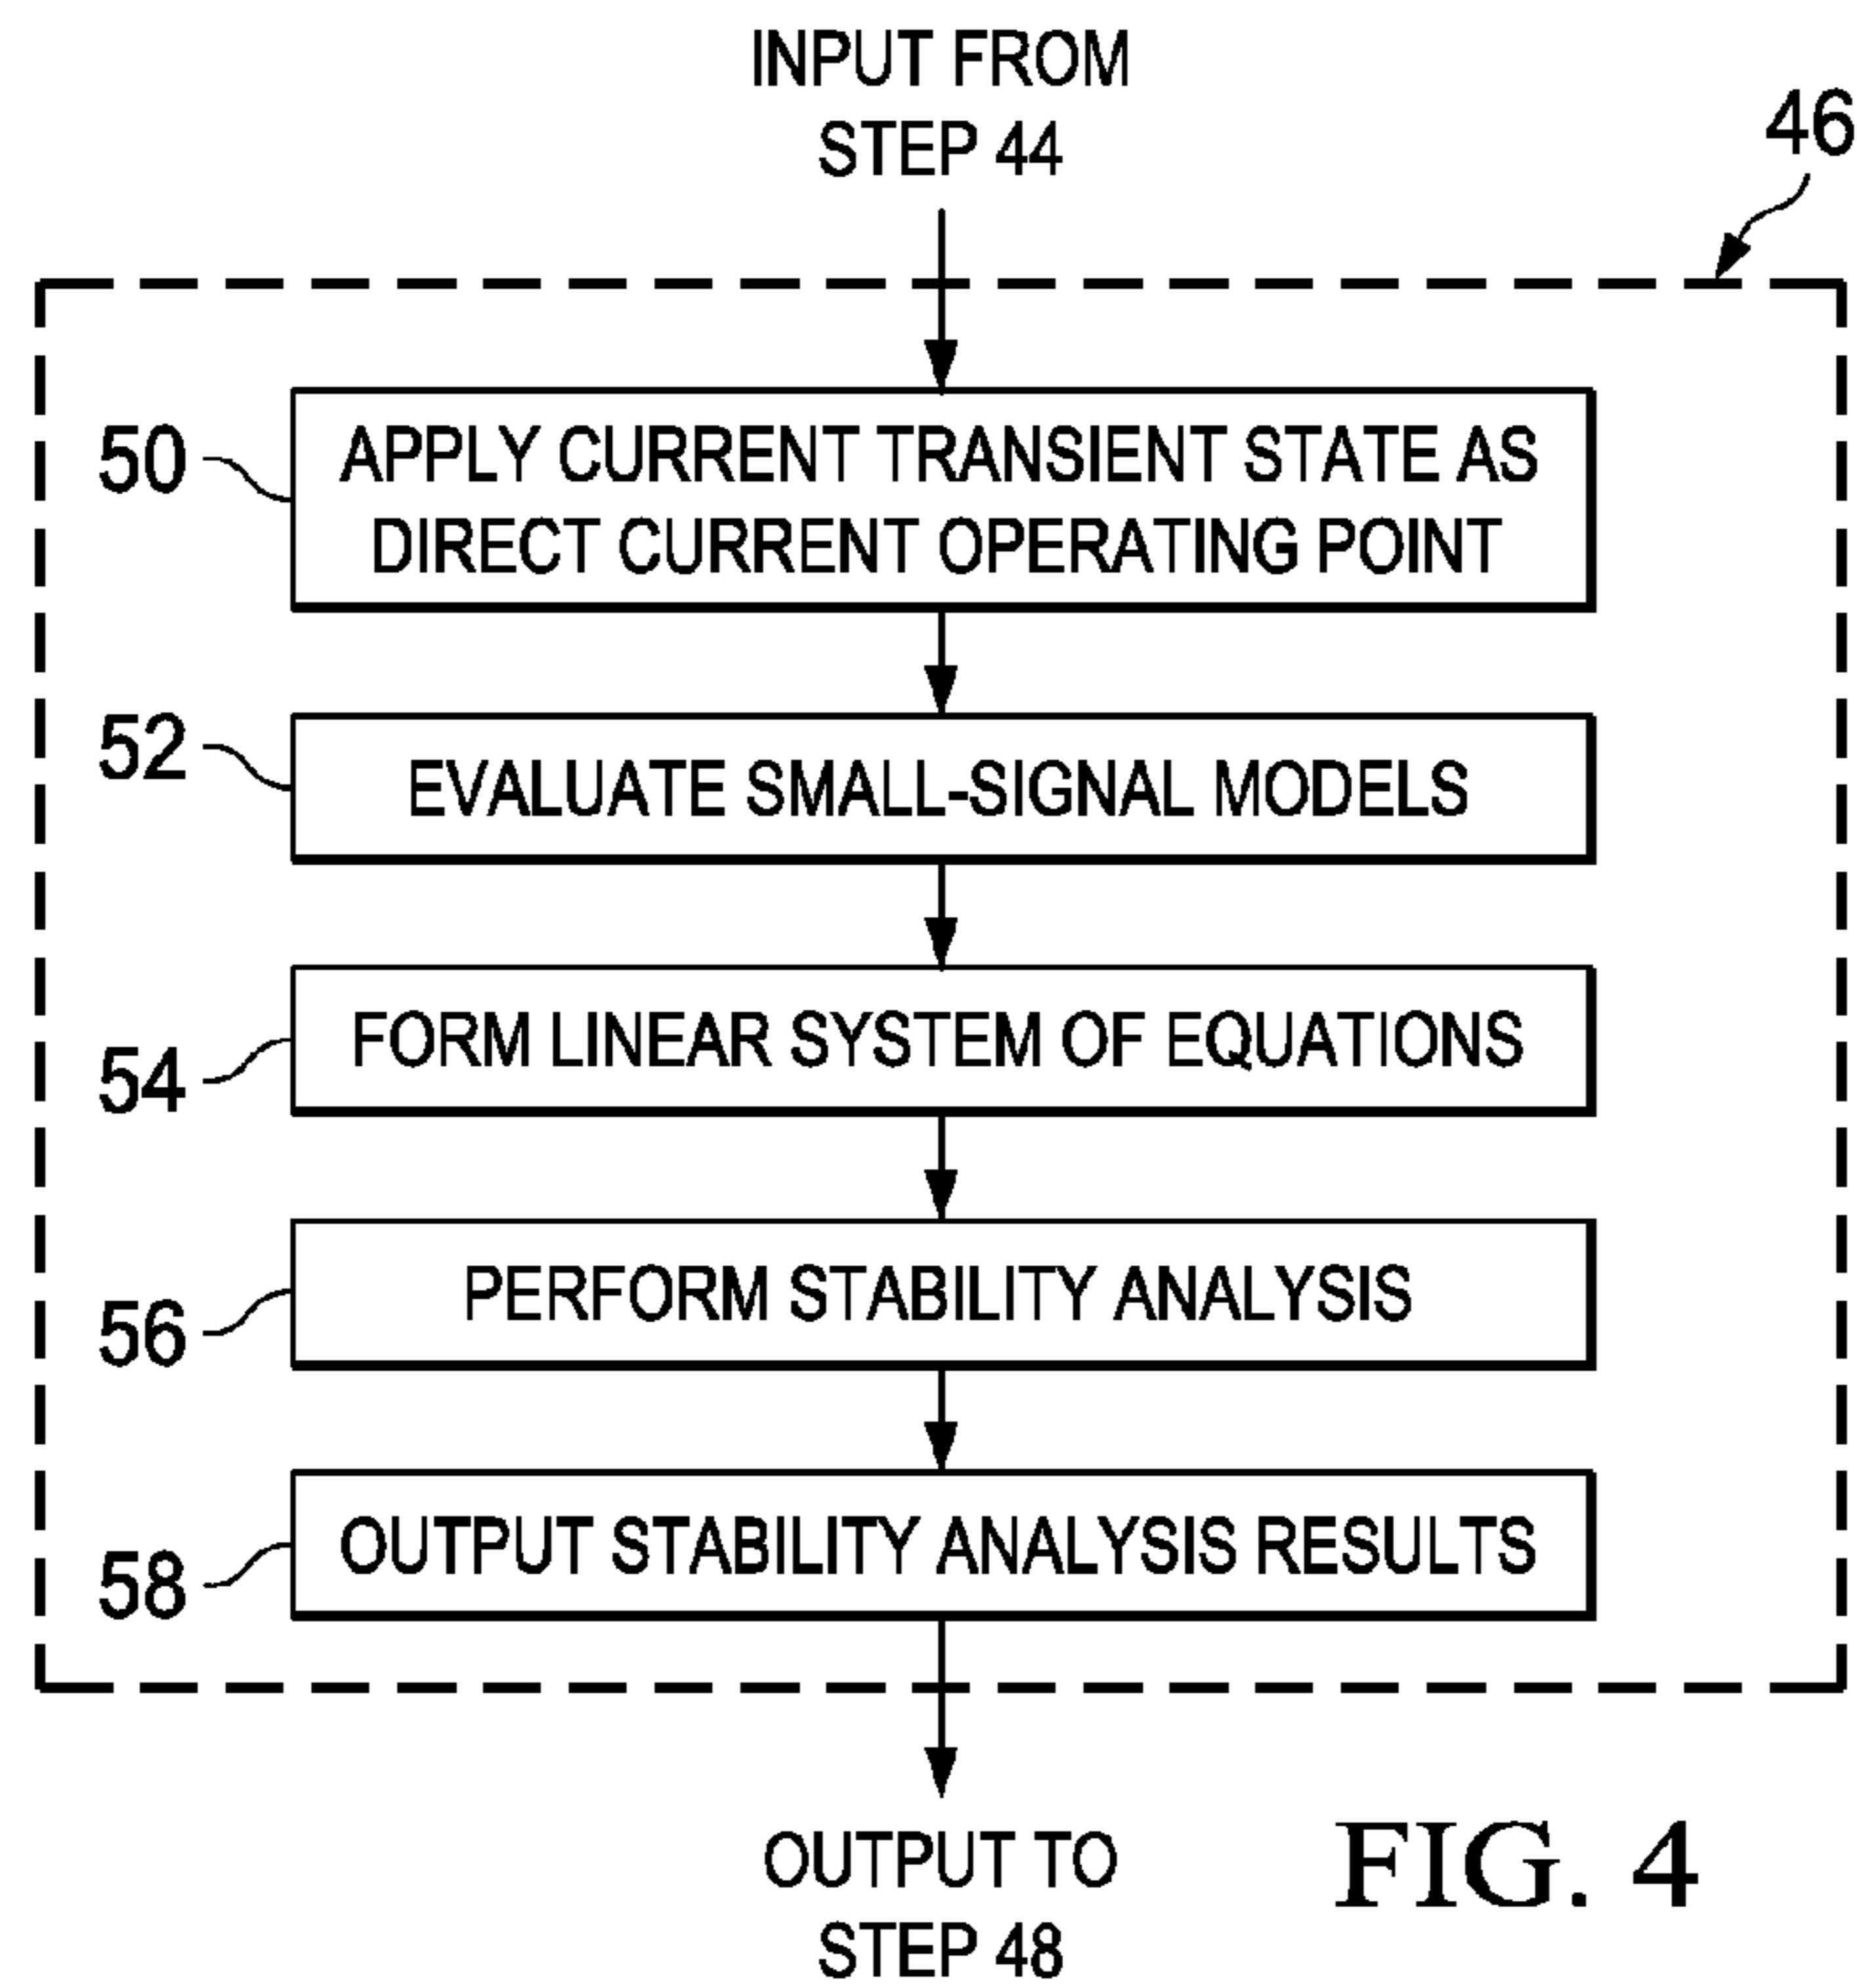 INPUT FROM
STEP 44
46
50
APPLY CURRENT TRANSIENT STATE AS
DIRECT CURRENT OPERATING POINT
52
EVALUATE SMALL-SIGNAL MODELS
54
FORM LINEAR SYSTEM OF EQUATIONS
56
PERFORM STABILITY ANALYSIS
58
OUTPUT STABILITY ANALYSIS RESULTS
OUTPUT TO
STEP 48
FIG. 4